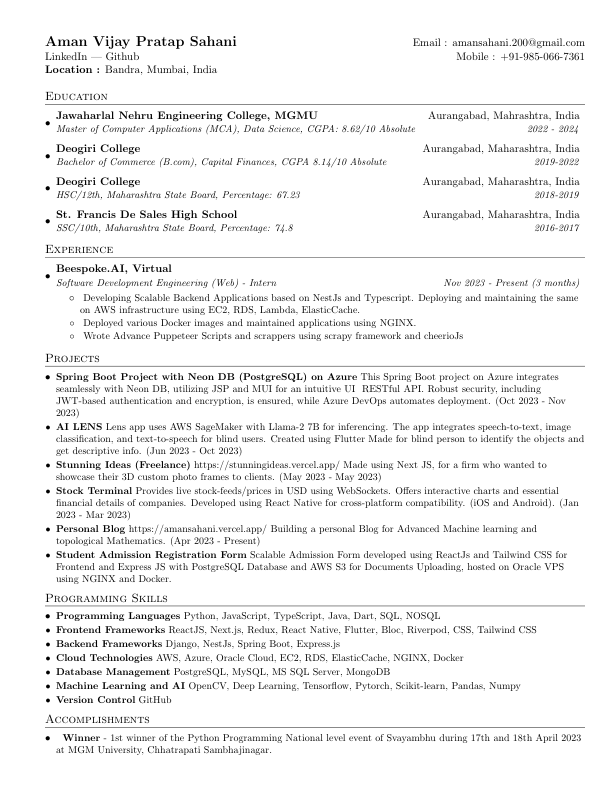 Aman Vijay Pratap Sahani
Email : amansahani.200@gmail.com
LinkedIn — Github
Mobile : +91-985-066-7361
Location : Bandra, Mumbai, India
Education
• Jawaharlal Nehru Engineering College, MGMU
Aurangabad, Mahrashtra, India
Master of Computer Applications (MCA), Data Science, CGPA: 8.62/10 Absolute
2022 - 2024
• Deogiri College
Aurangabad, Maharashtra, India
Bachelor of Commerce (B.com), Capital Finances, CGPA 8.14/10 Absolute
2019-2022
• Deogiri College
Aurangabad, Maharashtra, India
HSC/12th, Maharashtra State Board, Percentage: 67.23
2018-2019
• St. Francis De Sales High School
Aurangabad, Maharashtra, India
SSC/10th, Maharashtra State Board, Percentage: 74.8
2016-2017
Experience
• Beespoke.AI, Virtual
Software Development Engineering (Web) - Intern
Nov 2023 - Present (3 months)
◦ Developing Scalable Backend Applications based on NestJs and Typescript. Deploying and maintaining the same
on AWS infrastructure using EC2, RDS, Lambda, ElasticCache.
◦ Deployed various Docker images and maintained applications using NGINX.
◦ Wrote Advance Puppeteer Scripts and scrappers using scrapy framework and cheerioJs
Projects
• Spring Boot Project with Neon DB (PostgreSQL) on Azure This Spring Boot project on Azure integrates
seamlessly with Neon DB, utilizing JSP and MUI for an intuitive UI RESTful API. Robust security, including
JWT-based authentication and encryption, is ensured, while Azure DevOps automates deployment. (Oct 2023 - Nov
2023)
• AI LENS Lens app uses AWS SageMaker with Llama-2 7B for inferencing. The app integrates speech-to-text, image
classification, and text-to-speech for blind users. Created using Flutter Made for blind person to identify the objects and
get descriptive info. (Jun 2023 - Oct 2023)
• Stunning Ideas (Freelance) https://stunningideas.vercel.app/ Made using Next JS, for a firm who wanted to
showcase their 3D custom photo frames to clients. (May 2023 - May 2023)
• Stock Terminal Provides live stock-feeds/prices in USD using WebSockets. Offers interactive charts and essential
financial details of companies. Developed using React Native for cross-platform compatibility. (iOS and Android). (Jan
2023 - Mar 2023)
• Personal Blog https://amansahani.vercel.app/ Building a personal Blog for Advanced Machine learning and
topological Mathematics. (Apr 2023 - Present)
• Student Admission Registration Form Scalable Admission Form developed using ReactJs and Tailwind CSS for
Frontend and Express JS with PostgreSQL Database and AWS S3 for Documents Uploading, hosted on Oracle VPS
using NGINX and Docker.
Programming Skills
• Programming Languages Python, JavaScript, TypeScript, Java, Dart, SQL, NOSQL
• Frontend Frameworks ReactJS, Next.js, Redux, React Native, Flutter, Bloc, Riverpod, CSS, Tailwind CSS
• Backend Frameworks Django, NestJs, Spring Boot, Express.js
• Cloud Technologies AWS, Azure, Oracle Cloud, EC2, RDS, ElasticCache, NGINX, Docker
• Database Management PostgreSQL, MySQL, MS SQL Server, MongoDB
• Machine Learning and AI OpenCV, Deep Learning, Tensorflow, Pytorch, Scikit-learn, Pandas, Numpy
• Version Control GitHub
Accomplishments
• Winner - 1st winner of the Python Programming National level event of Svayambhu during 17th and 18th April 2023
at MGM University, Chhatrapati Sambhajinagar.